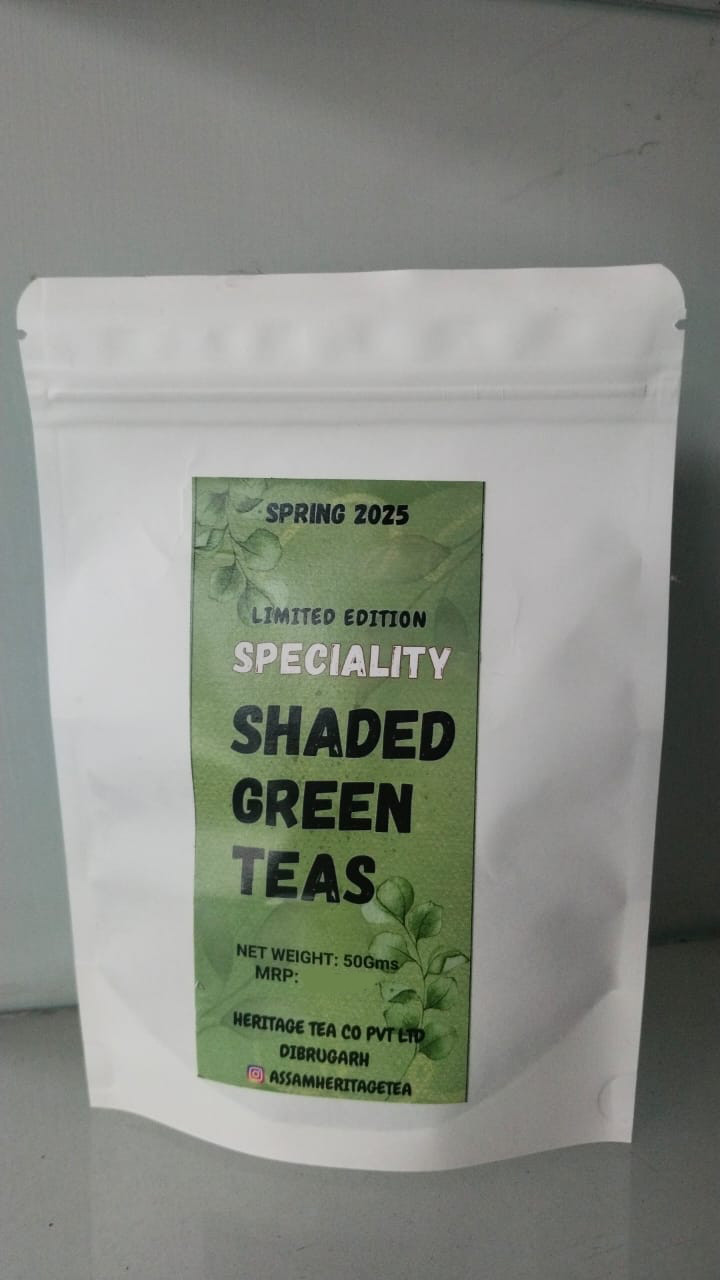 SPRING 2025
LIMITED EDITION
SPECIALITY
SHADED
GREEN
TEAS
NET WEIGHT: 50Gms
MRP:
HERITAGE TEA CO PVT LTD
DIBRUGARH
ASSAMHERITAGETEA